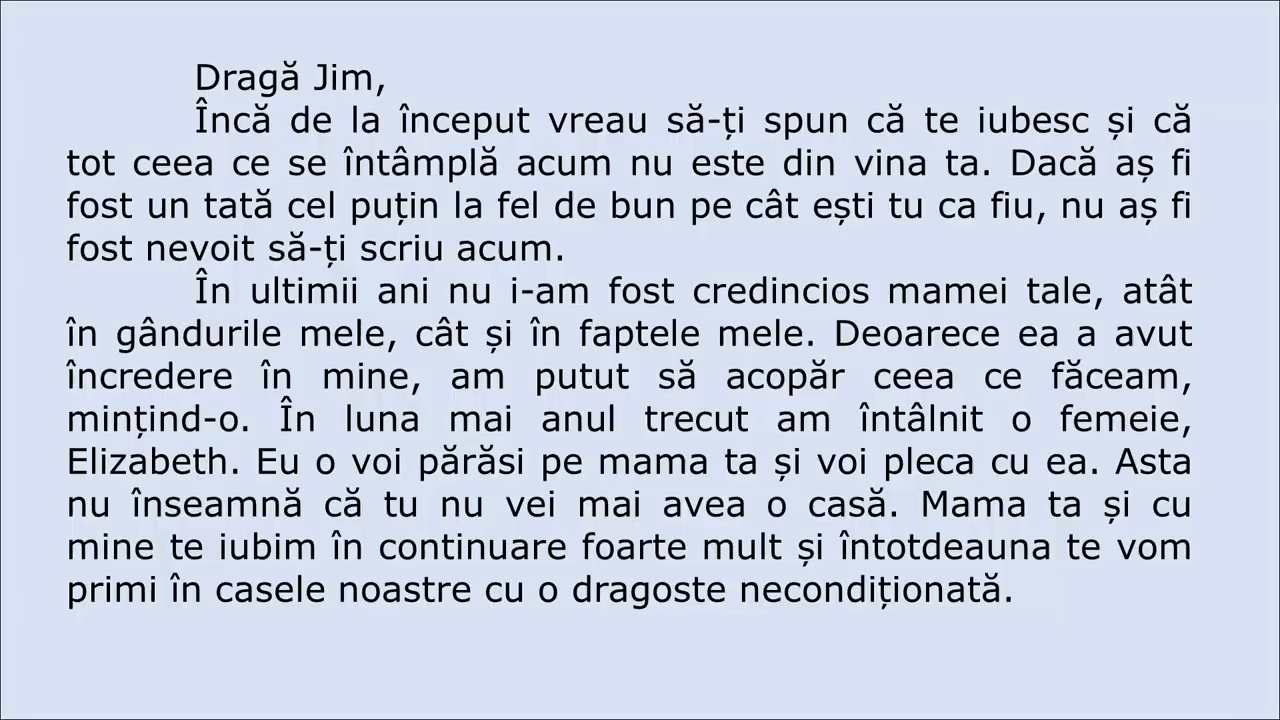 Dragă Jim,
Încă de la început vreau să-ți spun că te iubesc și că
tot ceea ce se întâmplă acum nu este din vina ta. Dacă aș fi
fost un tată cel puțin la fel de bun pe cât ești tu ca fiu, nu aș fi
fost nevoit să-ți scriu acum.
În ultimii ani nu i-am fost credincios mamei tale, atât
în gândurile mele, cât și în faptele mele. Deoarece ea a avut
încredere în mine, am putut să acopăr ceea ce făceam,
mințind-o. În luna mai anul trecut am întâlnit o femeie,
Elizabeth. Eu o voi părăsi pe mama ta și voi pleca cu ea. Asta
nu înseamnă că tu nu vei mai avea o casă. Mama ta și cu
mine te iubim în continuare foarte mult și întotdeauna te vom
primi în casele noastre cu o dragoste necondiționată.